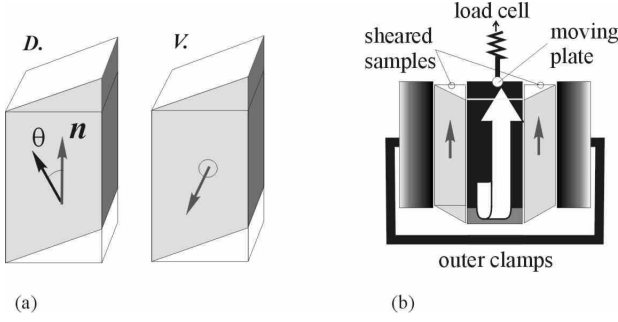 D.
V.
θ
n
(a)
(b)
load cell
sheared
samples
moving
plate
outer clamps